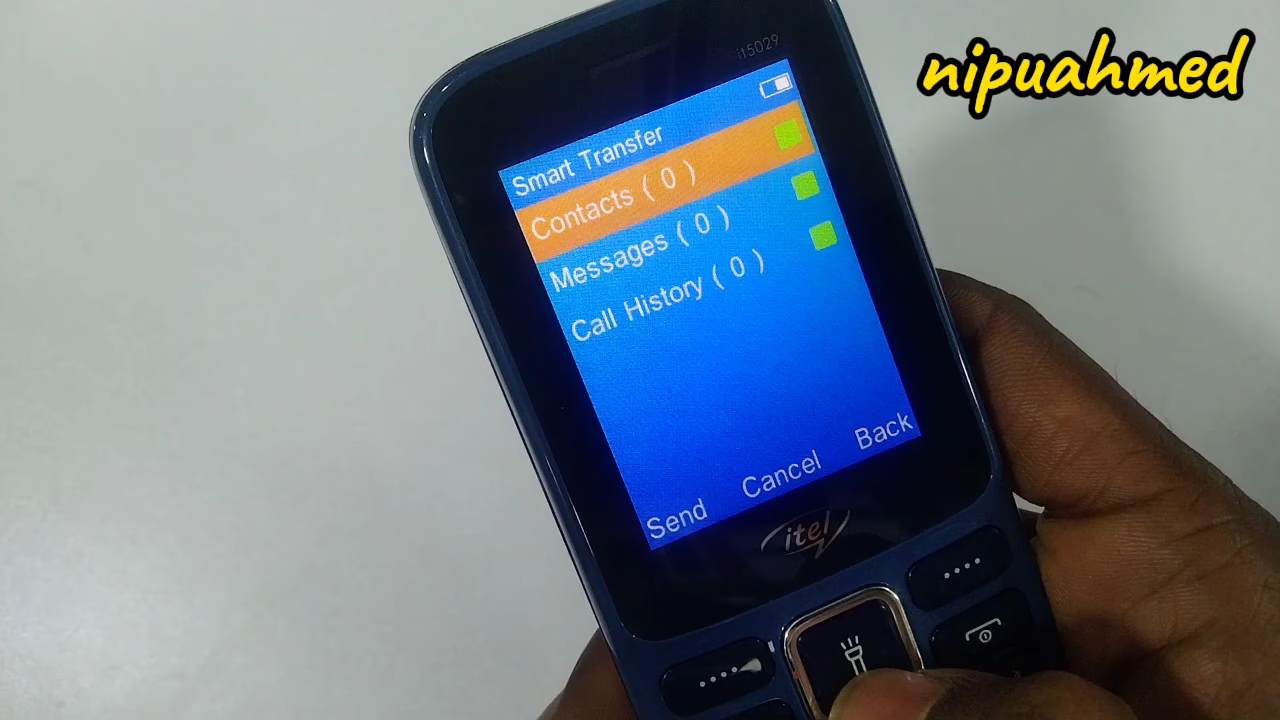 nipuahmed
it5029
Smart Transfer
Contacts ( 0 )
Messages ( 0 )
Call History ( 0 )
Send Cancel Back
itel